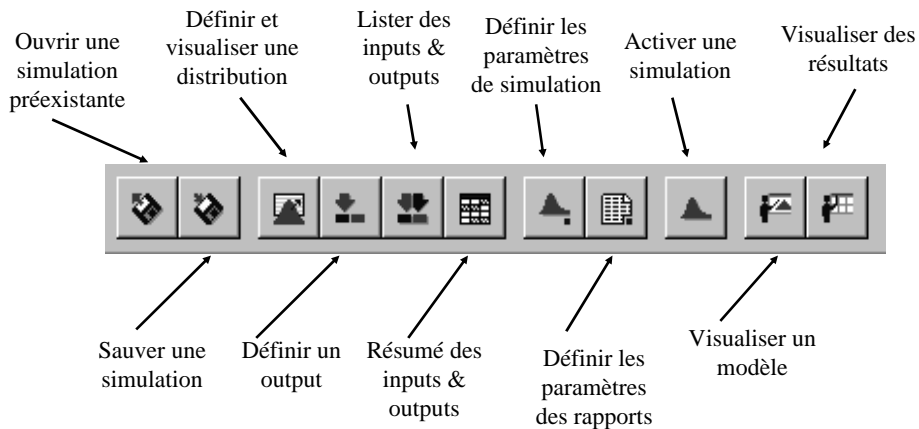 Ouvrir une
simulation
préexistante
Définir et
visualiser une
distribution
Lister des
inputs &
outputs
Définir les
paramètres
de simulation
Activer une
simulation
Visualiser des
résultats
Sauver une
simulation
Définir un
output
Résumé des
inputs &
outputs
Définir les
paramètres
des rapports
Visualiser un
modèle